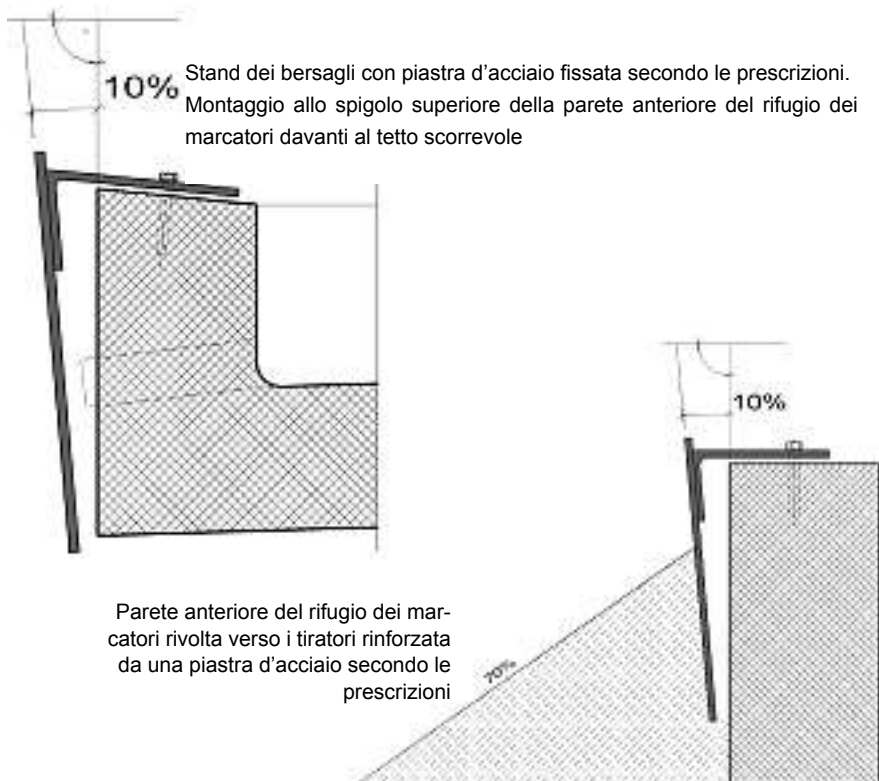 10%
Stand dei bersagli con piastra d’acciaio fissata secondo le prescrizioni.
Montaggio allo spigolo superiore della parete anteriore del rifugio dei
marcatori davanti al tetto scorrevole
10%
Parete anteriore del rifugio dei mar-
catori rivolta verso i tiratori rinforzata
da una piastra d’acciaio secondo le
prescrizioni
70%